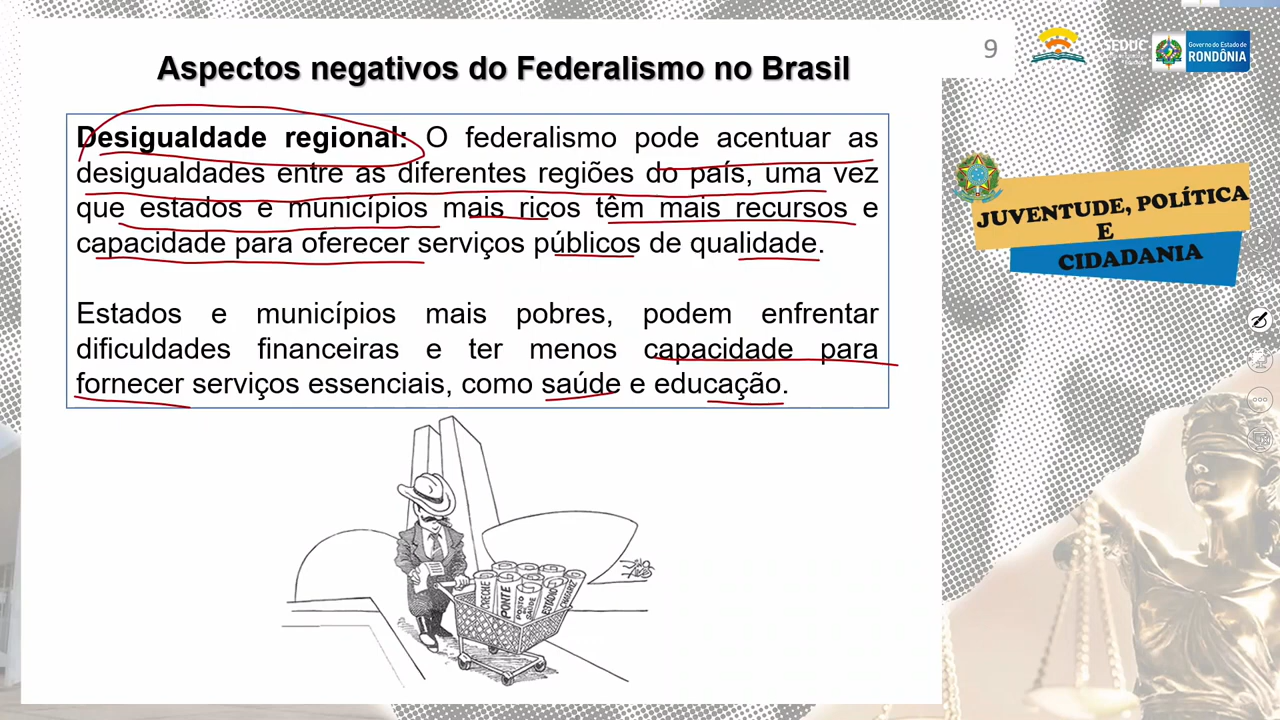 Aspectos negativos do Federalismo no Brasil
9
SEDUC
Governo do Estado de
RONDÔNIA
Desigualdade regional: O federalismo pode acentuar as
desigualdades entre as diferentes regiões do país, uma vez
que estados e municípios mais ricos têm mais recursos e
capacidade para oferecer serviços públicos de qualidade.
Estados e municípios mais pobres, podem enfrentar
dificuldades financeiras e ter menos capacidade para
fornecer serviços essenciais, como saúde e educação.
JUVENTUDE, POLÍTICA
E
CIDADANIA
CRECHE
PONTE
POSTO
ESTRADA